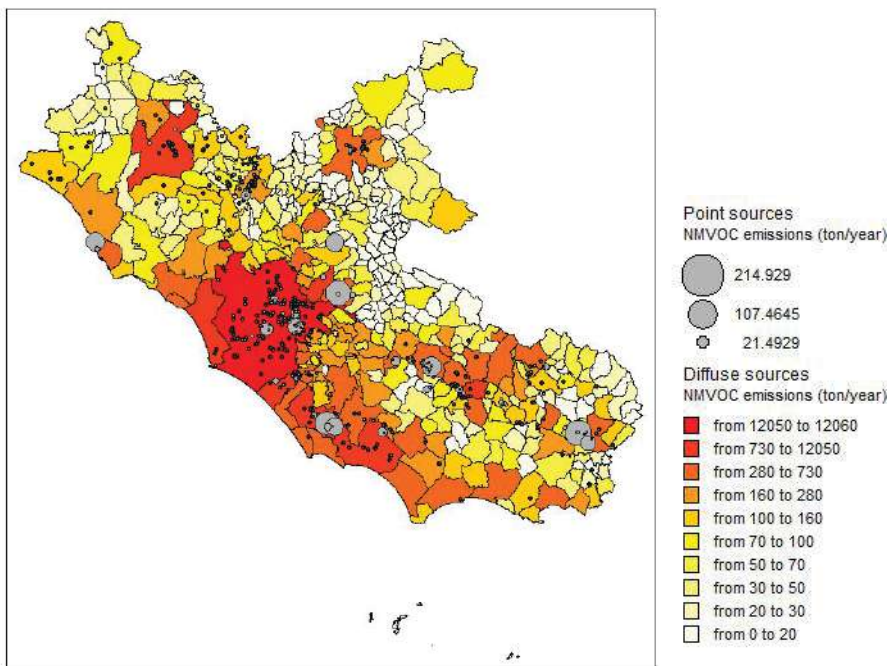 Point sources
NMVOC emissions (ton/year)
214.929
107.4645
21.4929
Diffuse sources
NMVOC emissions (ton/year)
from 12050 to 12060
from 730 to 12050
from 280 to 730
from 160 to 280
from 100 to 160
from 70 to 100
from 50 to 70
from 30 to 50
from 20 to 30
from 0 to 20